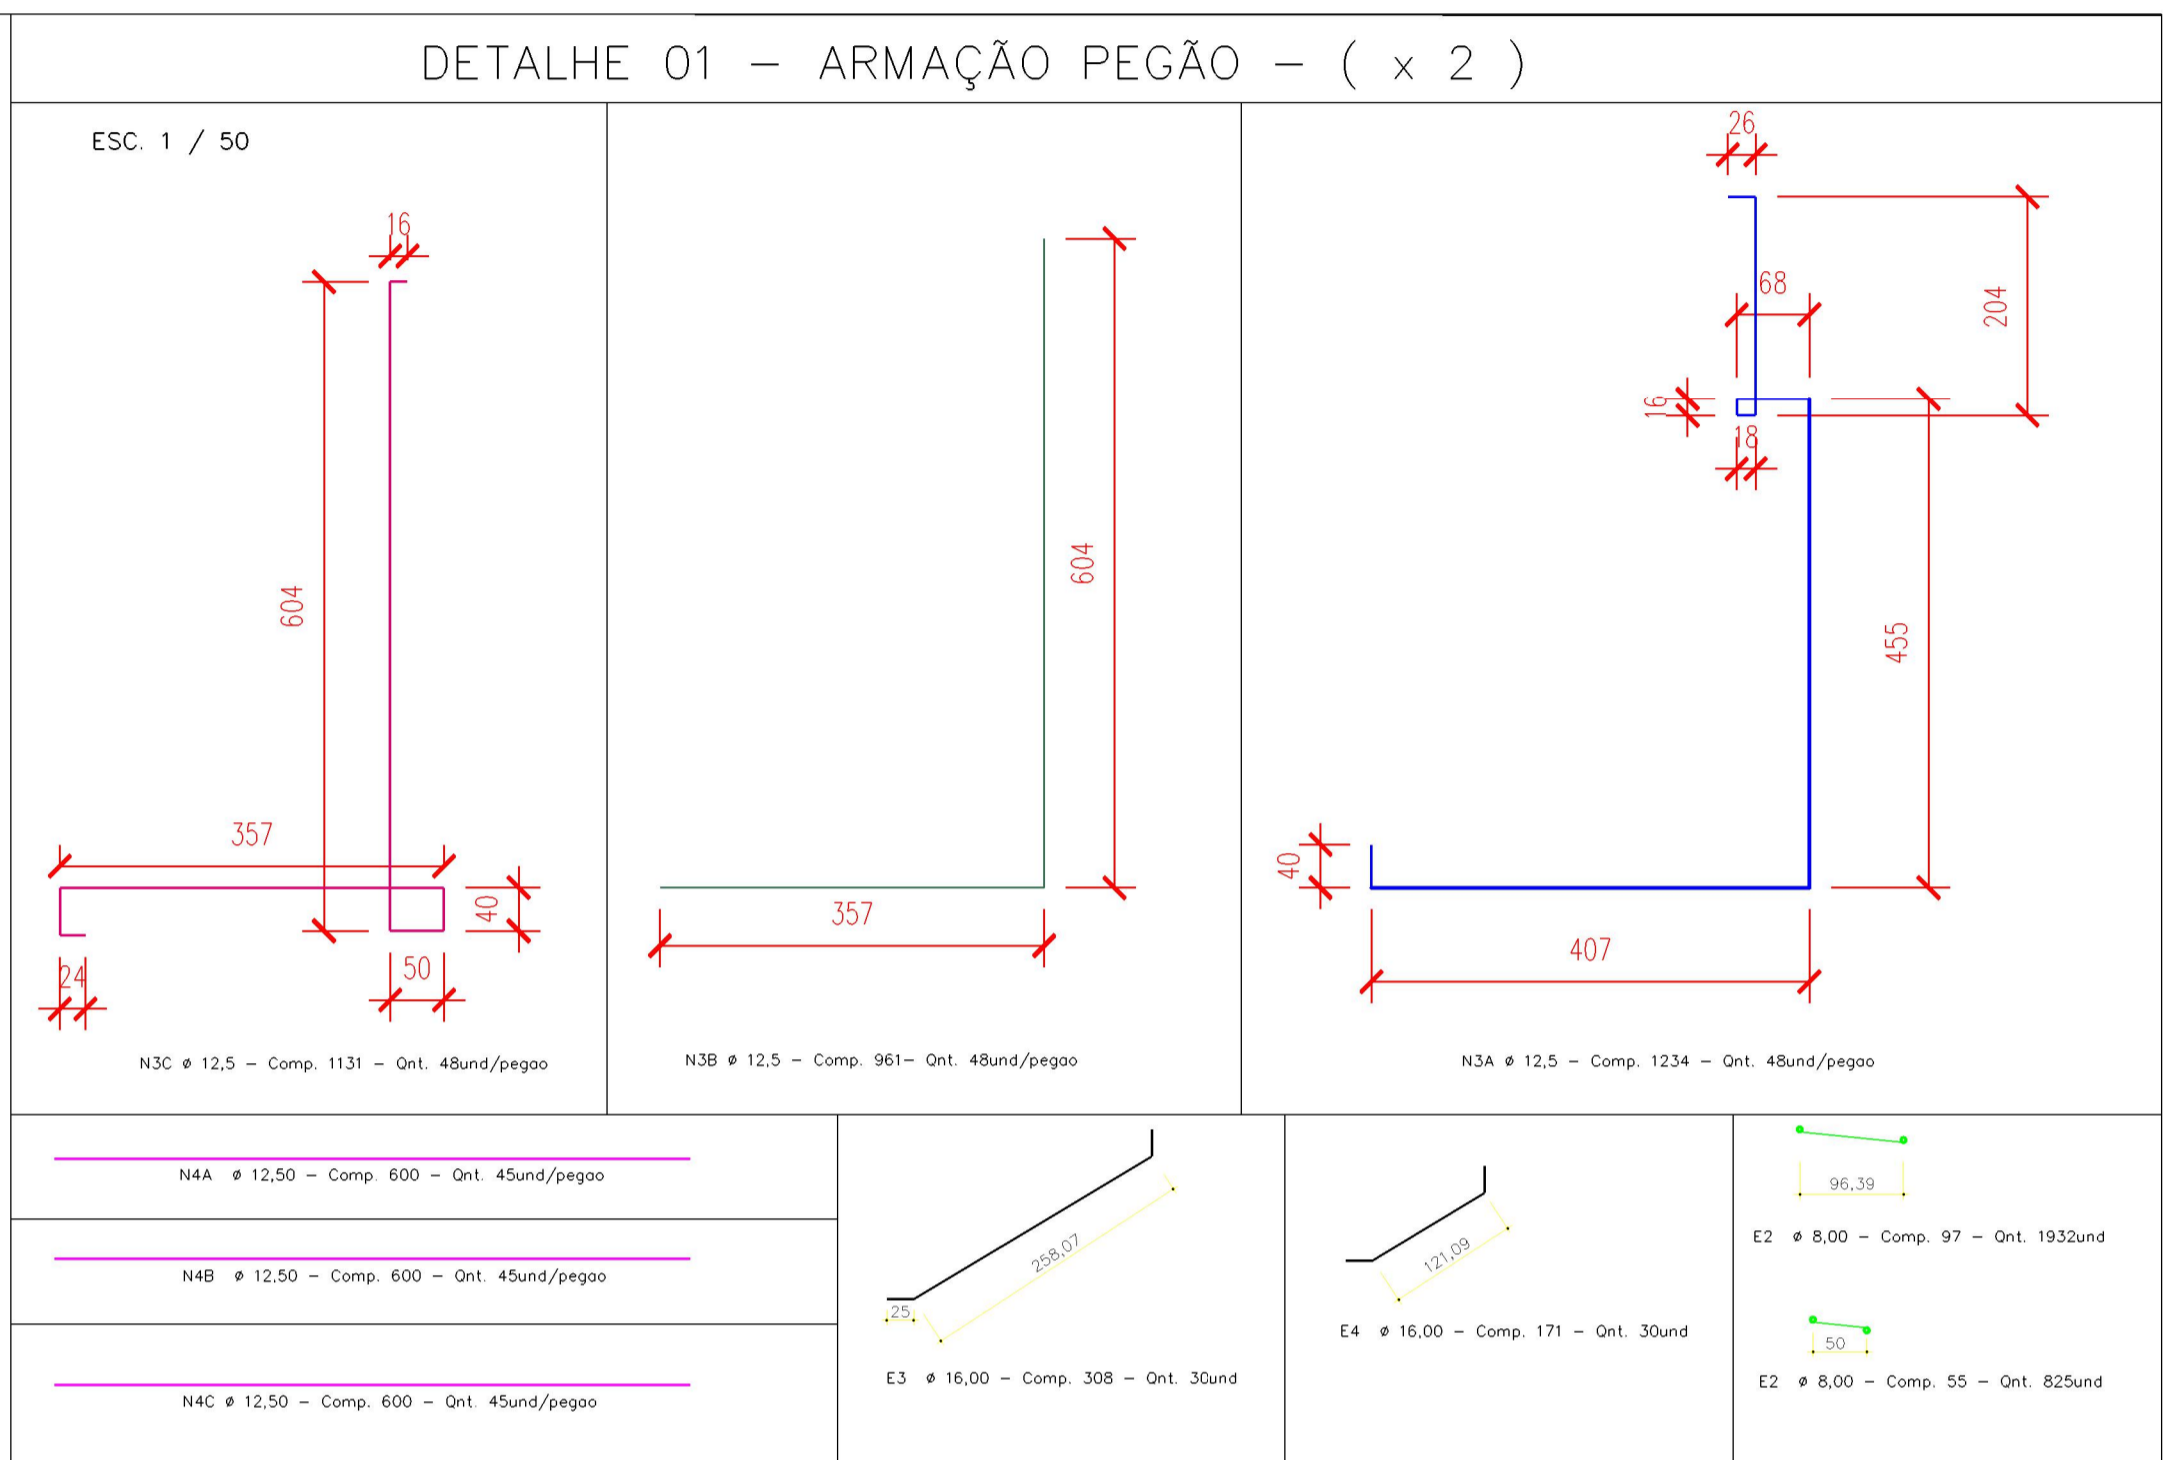 DETALHE 01 – ARMAÇÃO PEGÃO – ( x 2 )
ESC. 1 / 50
16
604
357
40
24
50
N3C ø 12,5 – Comp. 1131 – Qnt. 48und/pegao
604
357
N3B ø 12,5 – Comp. 961– Qnt. 48und/pegao
26
68
204
16
18
455
40
407
N3A ø 12,5 – Comp. 1234 – Qnt. 48und/pegao
N4A ø 12,50 – Comp. 600 – Qnt. 45und/pegao
N4B ø 12,50 – Comp. 600 – Qnt. 45und/pegao
N4C ø 12,50 – Comp. 600 – Qnt. 45und/pegao
258,07
25
E3 ø 16,00 – Comp. 308 – Qnt. 30und
121,09
E4 ø 16,00 – Comp. 171 – Qnt. 30und
96,39
E2 ø 8,00 – Comp. 97 – Qnt. 1932und
50
E2 ø 8,00 – Comp. 55 – Qnt. 825und